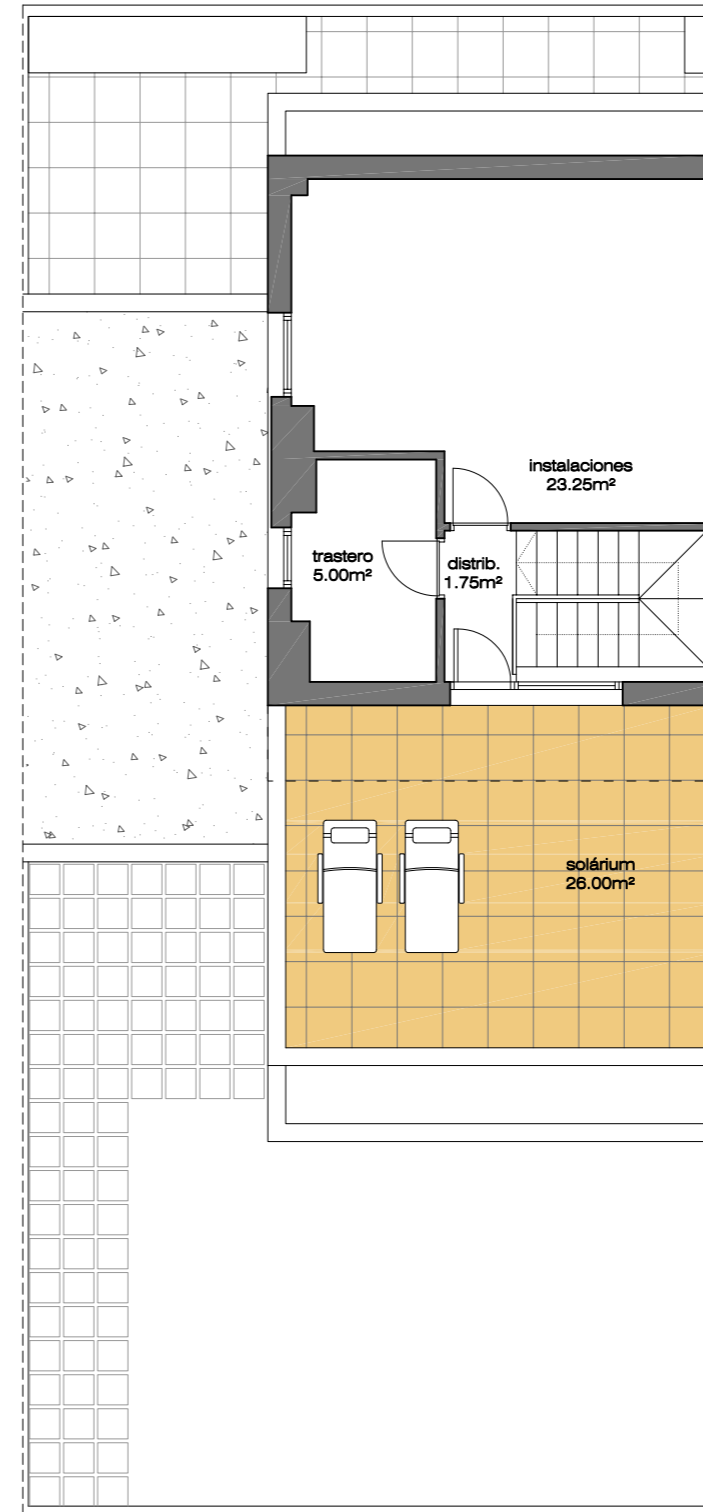 instalaciones
23.25m²
trastero
5.00m²
distrib.
1.75m²
solárium
26.00m²